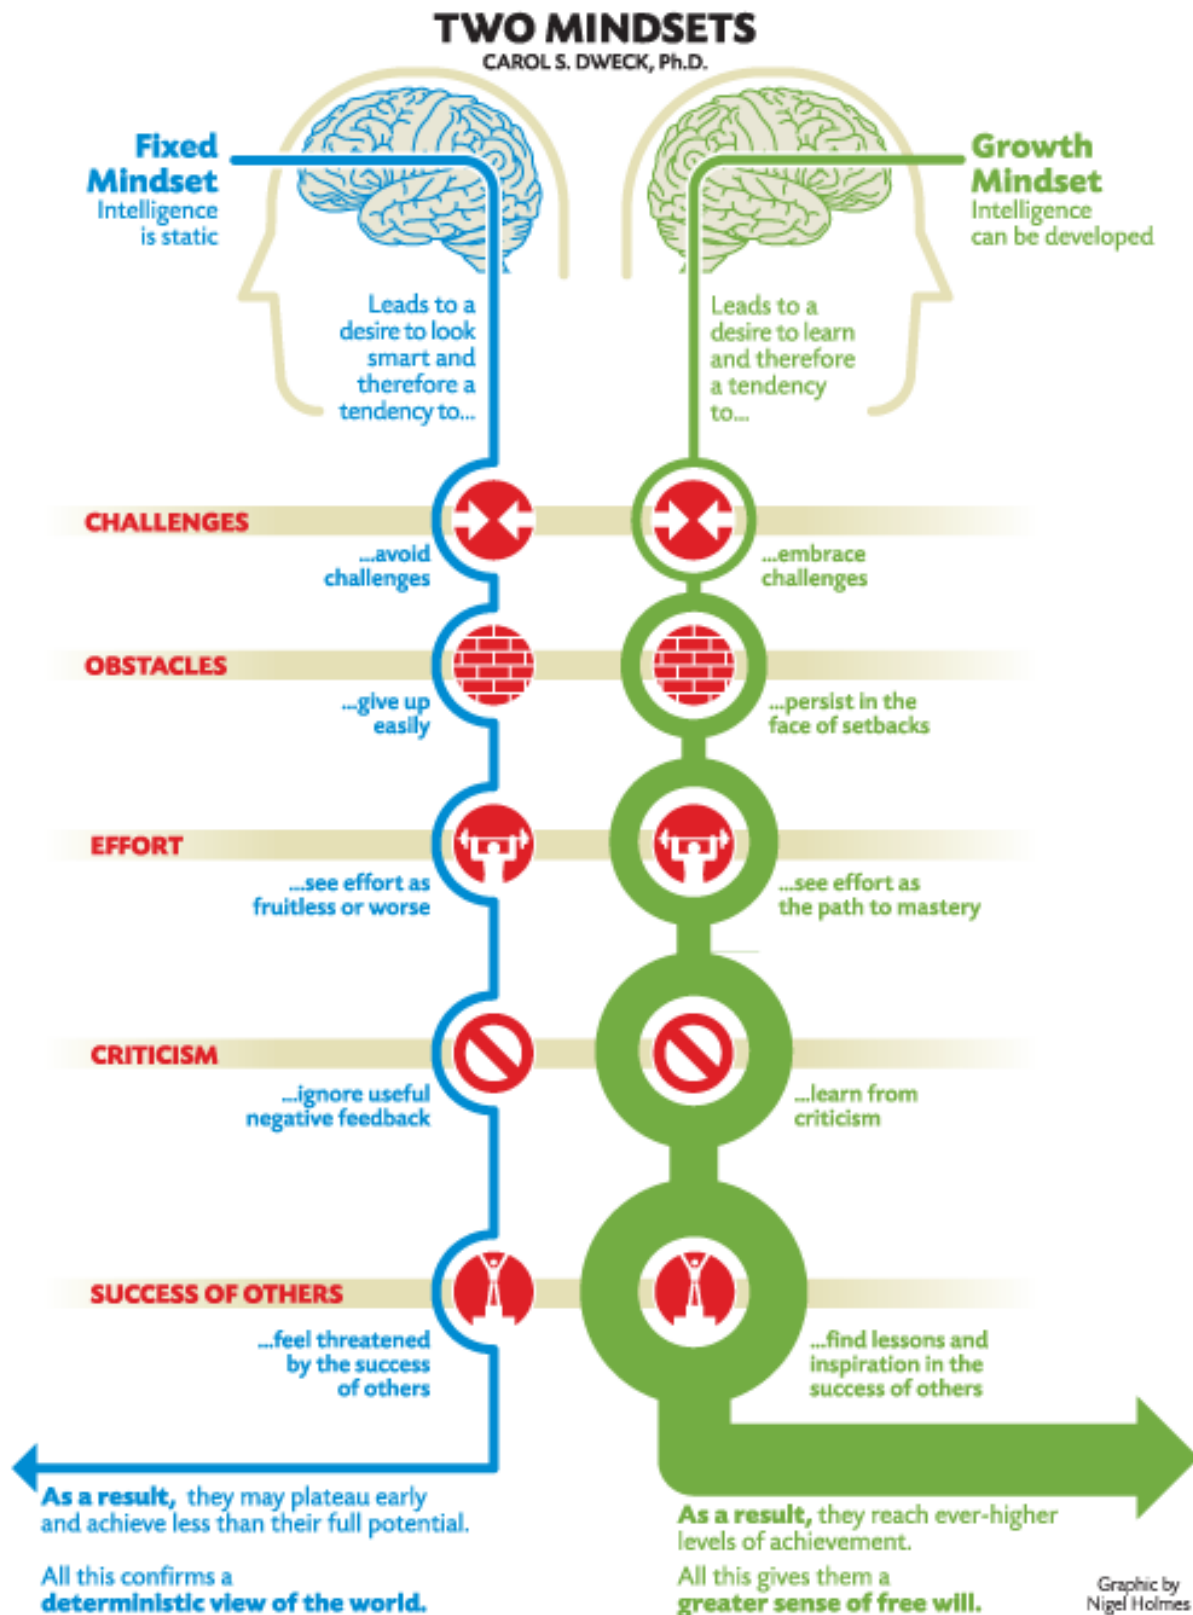 TWO MINDSETS
CAROL S. DWECK, Ph.D.
Fixed
Mindset
Intelligence
is static
Growth
Mindset
Intelligence
can be developed
Leads to a
desire to look
smart and
therefore a
tendency to...
Leads to a
desire to learn
and therefore
a tendency
to...
CHALLENGES
...avoid
challenges
...embrace
challenges
OBSTACLES
...give up
easily
...persist in the
face of setbacks
EFFORT
...see effort as
fruitless or worse
...see effort as
the path to mastery
CRITICISM
...ignore useful
negative feedback
...learn from
criticism
SUCCESS OF OTHERS
...feel threatened
by the success
of others
...find lessons and
inspiration in the
success of others
As a result, they may plateau early
and achieve less than their full potential.
All this confirms a
deterministic view of the world.
As a result, they reach ever-higher
levels of achievement.
All this gives them a
greater sense of free will.
Graphic by
Nigel Holmes